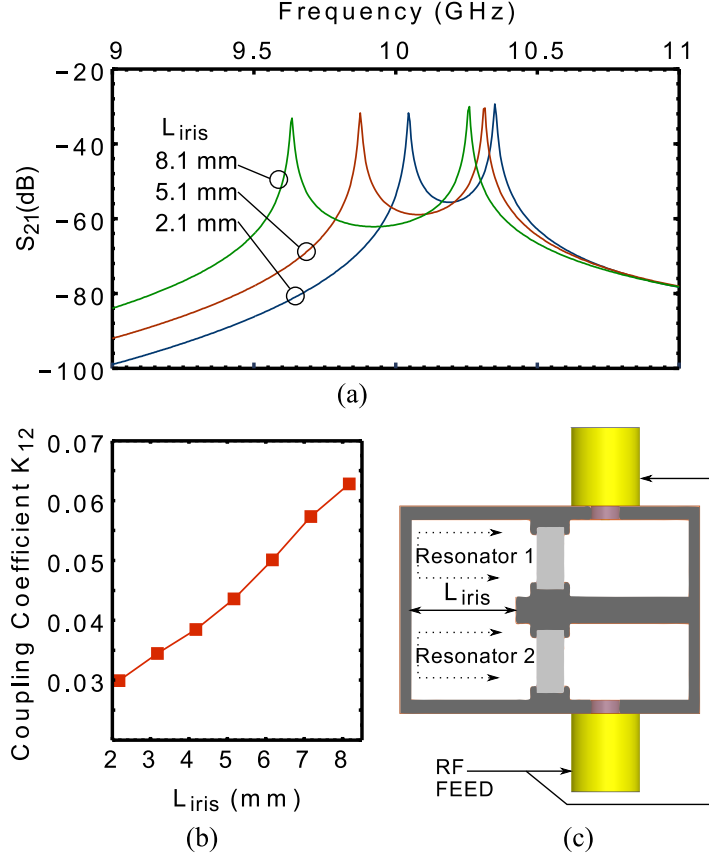 Frequency (GHz)
9 9.5 10 10.5 11
−20
−40
−60
−80
−100
S21(dB)
Liris
8.1 mm
5.1 mm
2.1 mm
(a)
Coupling Coefficient K12
0.07
0.06
0.05
0.04
0.03
2 3 4 5 6 7 8
Liris (mm)
(b)
Resonator 1
Liris
Resonator 2
RF
FEED
(c)